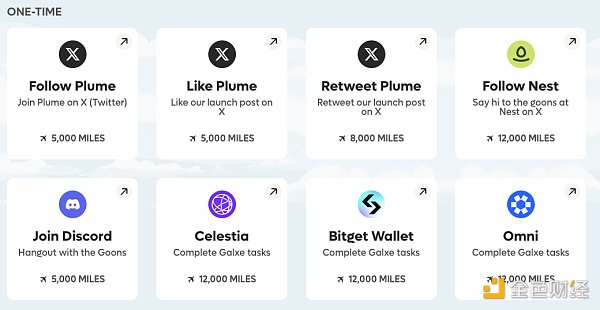 ONE-TIME
Follow Plume
Join Plume on X (Twitter)
5,000 MILES
Like Plume
Like our launch post on
X
5,000 MILES
Retweet Plume
Retweet our launch post
on X
8,000 MILES
Follow Nest
Say hi to the goons at
Nest on X
12,000 MILES
Join Discord
Hangout with the Goons
5,000 MILES
Celestia
Complete Galxe tasks
12,000 MILES
Bitget Wallet
Complete Galxe tasks
12,000 MILES
Omni
Complete Galxe tasks
12,000 MILES
金色财经